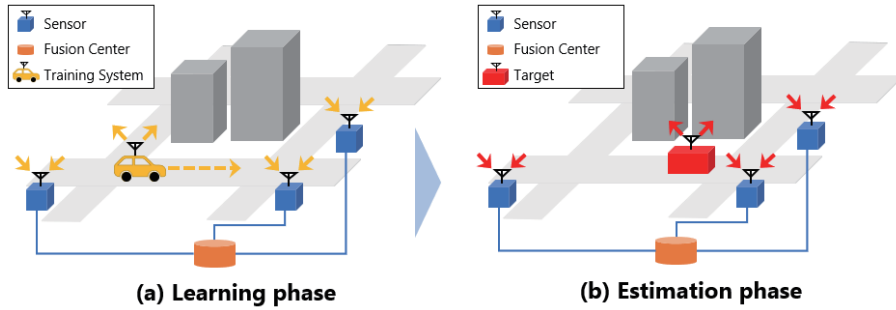 Sensor
Fusion Center
Training System
(a) Learning phase
Sensor
Fusion Center
Target
(b) Estimation phase